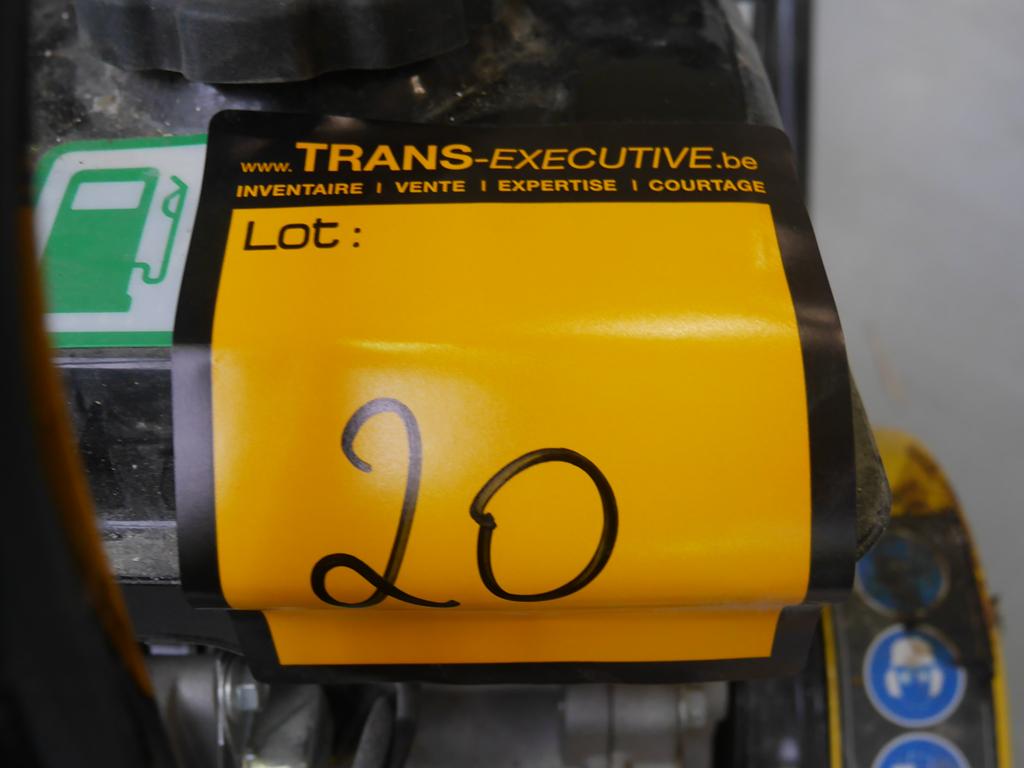 www.TRANS-EXECUTIVE.be
INVENTAIRE | VENTE | EXPERTISE | COURTAGE
Lot:
20